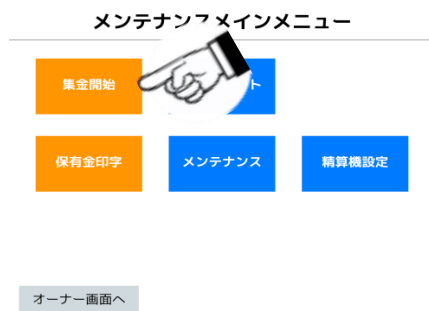 メンテナンスメインメニュー
集金開始
ト
保有金印字
メンテナンス
精算機設定
オーナー画面へ